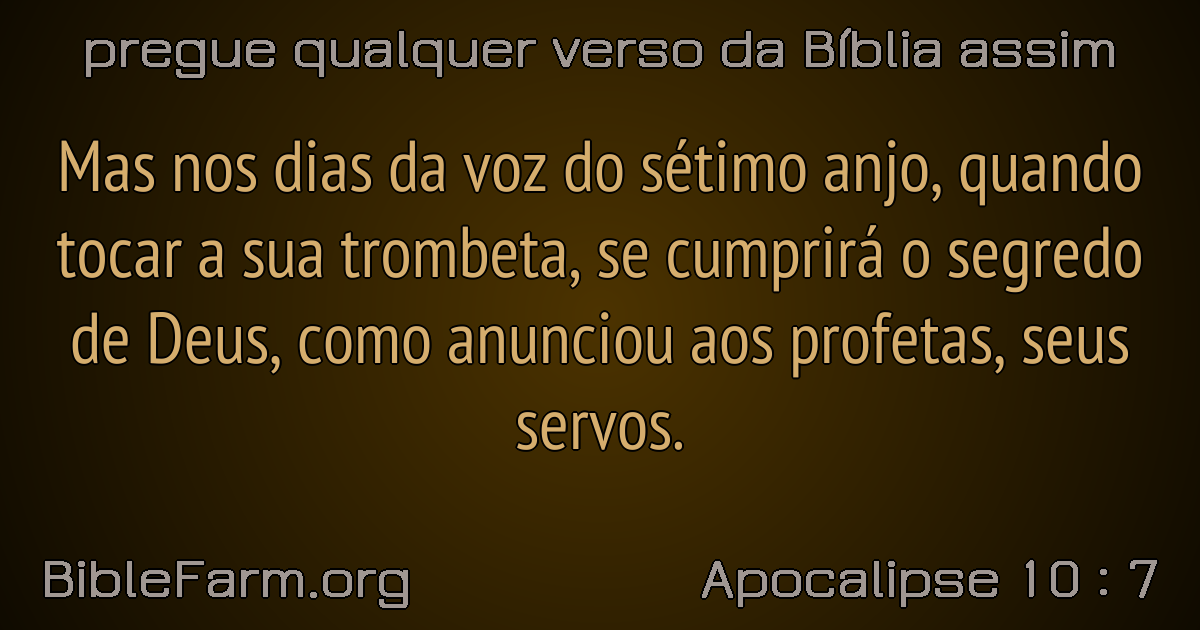 pregue qualquer verso da Bíblia assim
Mas nos dias da voz do sétimo anjo, quando
tocar a sua trombeta, se cumprirá o segredo
de Deus, como anunciou aos profetas, seus
servos.
BibleFarm.org
Apocalipse 10 : 7